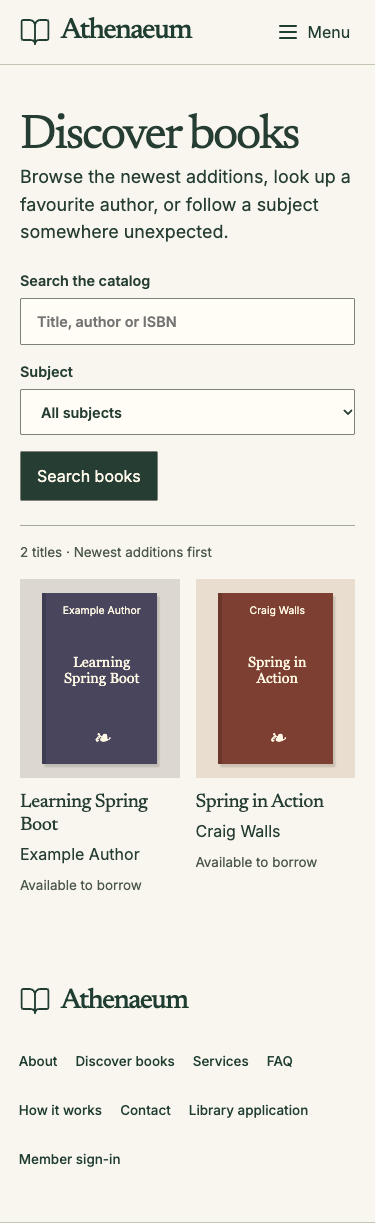 Athenaeum
Menu
Discover books
Browse the newest additions, look up a
favourite author, or follow a subject
somewhere unexpected.
Search the catalog
Title, author or ISBN
Subject
All subjects
Search books
2 titles · Newest additions first
Example Author
Learning
Spring Boot
Craig Walls
Spring in
Action
Learning Spring
Boot
Example Author
Available to borrow
Spring in Action
Craig Walls
Available to borrow
Athenaeum
About Discover books Services FAQ
How it works Contact Library application
Member sign-in